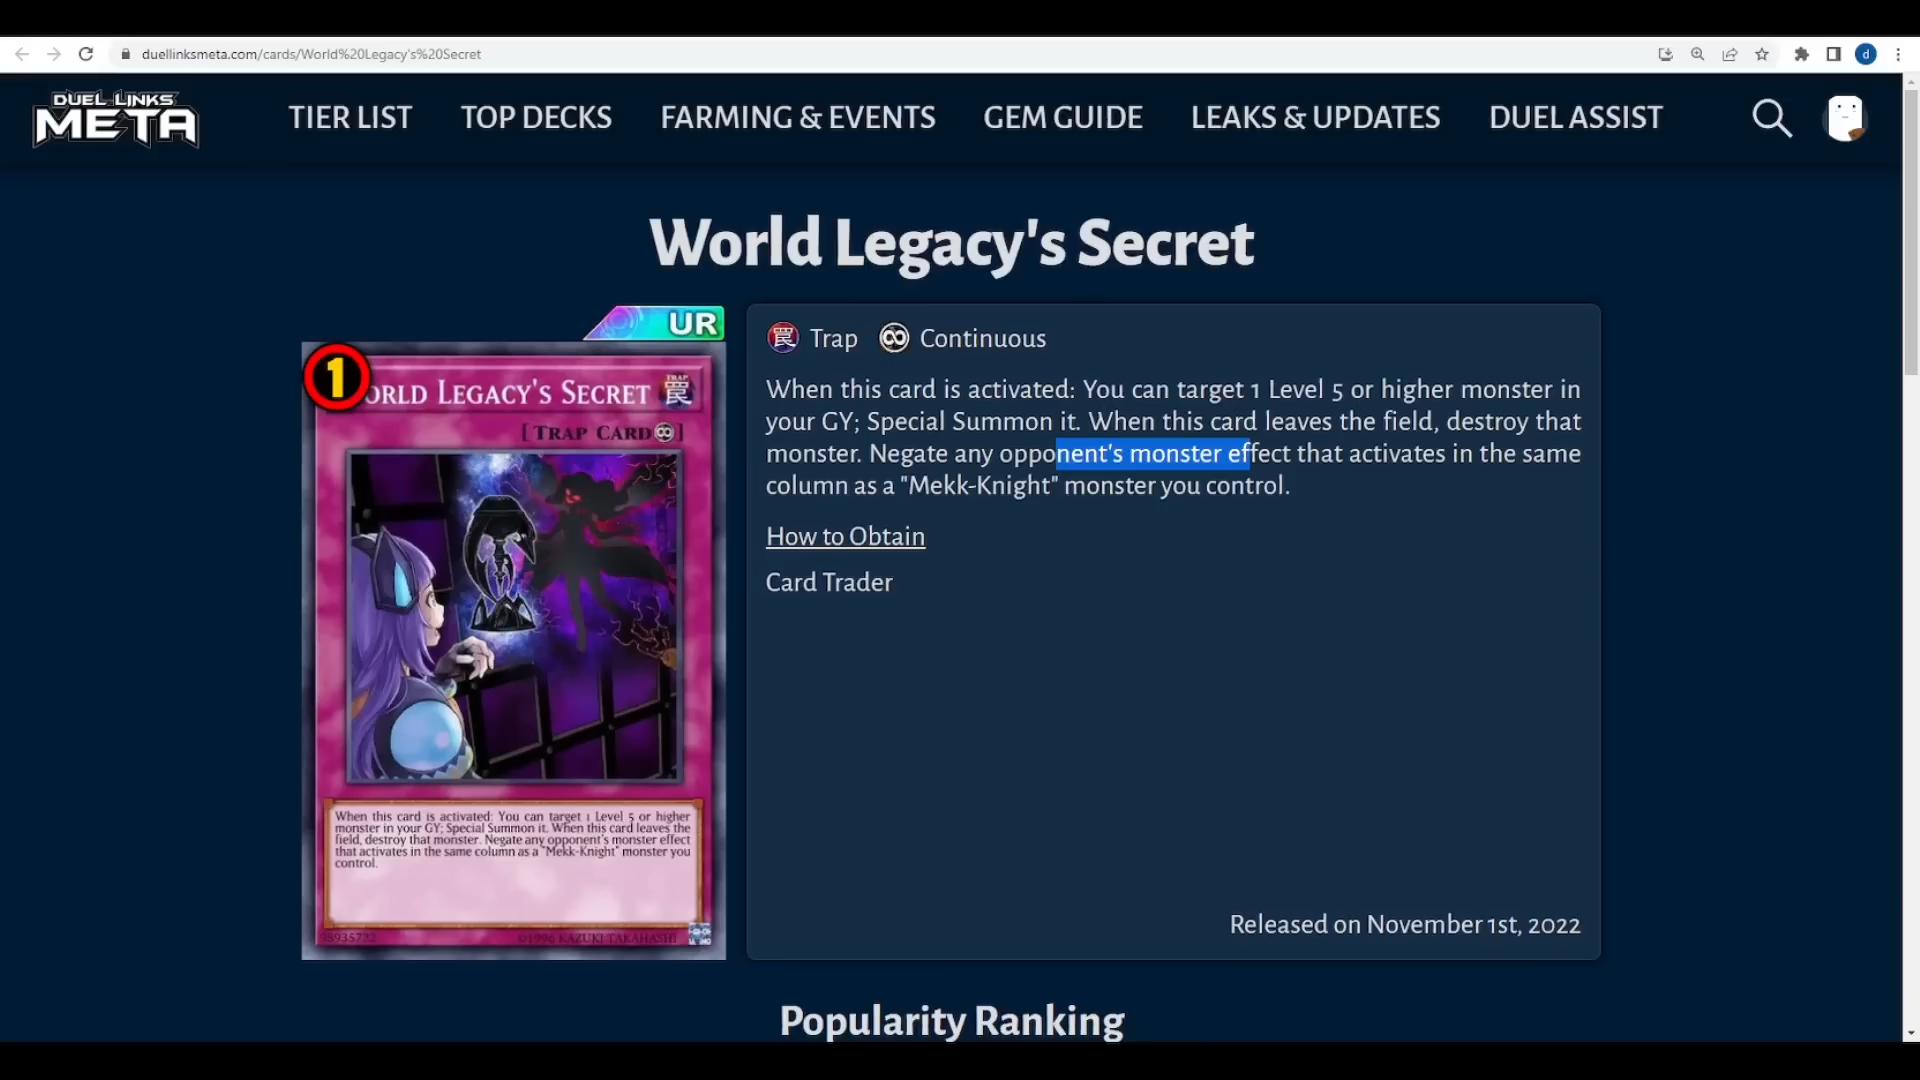 duellinksmeta.com/cards/World%20Legacy's%20Secret
d
DUEL LINKS
META
TIER LIST
TOP DECKS
FARMING & EVENTS
GEM GUIDE
LEAKS & UPDATES
DUEL ASSIST
World Legacy's Secret
UR
1
ORLD LEGACY'S SECRET
TRAP
罠
[TRAP CARD]
When this card is activated: You can target 1 Level 5 or higher
monster in your GY; Special Summon it. When this card leaves the
field, destroy that monster. Negate any opponent's monster effect
that activates in the same column as a "Mekk-Knight" monster you
control.
©1996 KAZUKI TAKAHASHI
罠 Trap Continuous
When this card is activated: You can target 1 Level 5 or higher monster in
your GY; Special Summon it. When this card leaves the field, destroy that
monster. Negate any opponent's monster effect that activates in the same
column as a "Mekk-Knight" monster you control.
How to Obtain
Card Trader
Released on November 1st, 2022
Popularity Ranking